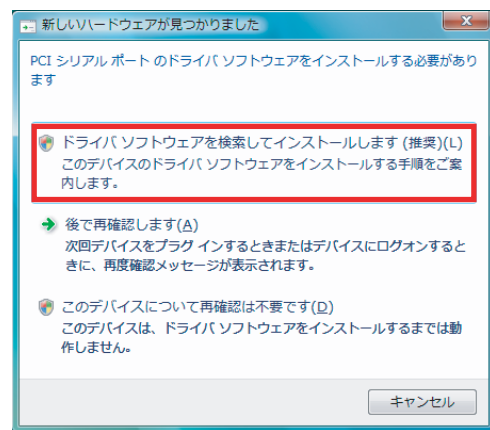 新しいハードウェアが見つかりました
PCI シリアル ポート のドライバ ソフトウェアをインストールする必要があり
ます
ドライバ ソフトウェアを検索してインストールします (推奨)(L)
このデバイスのドライバ ソフトウェアをインストールする手順をご案
内します。
後で再確認します(A)
次回デバイスをプラグ インするときまたはデバイスにログオンすると
きに、再度確認メッセージが表示されます。
このデバイスについて再確認は不要です(D)
このデバイスは、ドライバ ソフトウェアをインストールするまでは動
作しません。
キャンセル